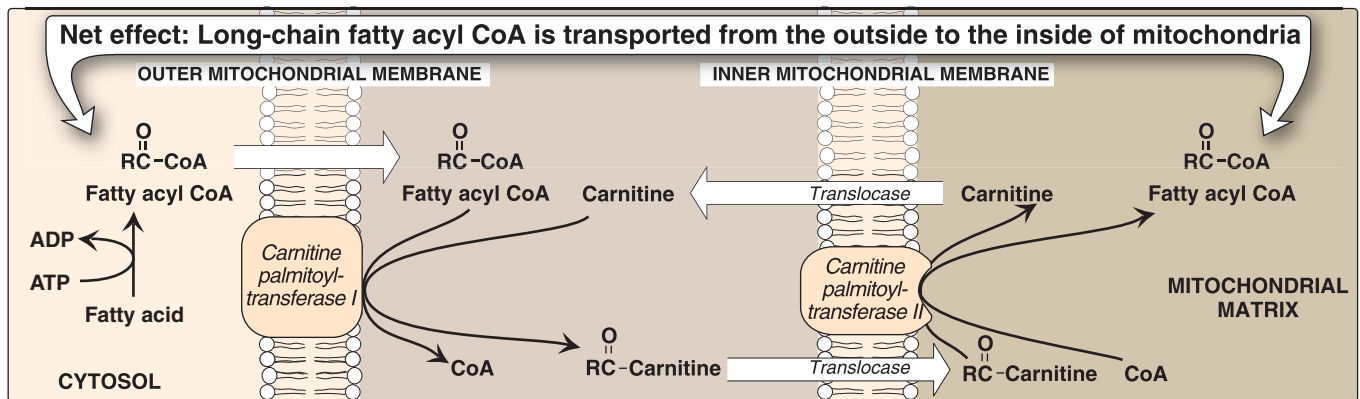 Net effect: Long-chain fatty acyl CoA is transported from the outside to the inside of mitochondria
OUTER MITOCHONDRIAL MEMBRANE
INNER MITOCHONDRIAL MEMBRANE
O
RC–CoA
Fatty acyl CoA
ADP
ATP
Fatty acid
CYTOSOL
Carnitine
palmitoyl-
transferase I
O
RC–CoA
Fatty acyl CoA
Carnitine
CoA
O
RC–Carnitine
Translocase
Translocase
Carnitine
palmitoyl-
transferase II
Carnitine
O
RC–CoA
Fatty acyl CoA
MITOCHONDRIAL
MATRIX
O
RC–Carnitine
CoA